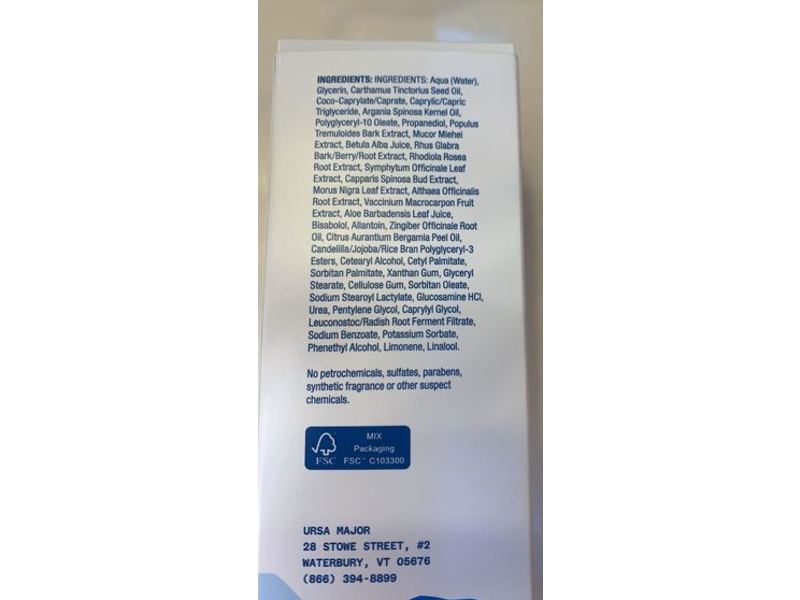 INGREDIENTS: INGREDIENTS: Aqua (Water),
Glycerin, Carthamus Tinctorius Seed Oil,
Coco-Caprylate/Caprate, Caprylic/Capric
Triglyceride, Argania Spinosa Kernel Oil,
Polyglyceryl-10 Oleate, Propanediol, Populus
Tremuloides Bark Extract, Mucor Miehei
Extract, Betula Alba Juice, Rhus Glabra
Bark/Berry/Root Extract, Rhodiola Rosea
Root Extract, Symphytum Officinale Leaf
Extract, Capparis Spinosa Bud Extract,
Morus Nigra Leaf Extract, Althaea Officinalis
Root Extract, Vaccinium Macrocarpon Fruit
Extract, Aloe Barbadensis Leaf Juice,
Bisabolol, Allantoin, Zingiber Officinale Root
Oil, Citrus Aurantium Bergamia Peel Oil,
Candelilla/Jojoba/Rice Bran Polyglyceryl-3
Esters, Cetearyl Alcohol, Cetyl Palmitate,
Sorbitan Palmitate, Xanthan Gum, Glyceryl
Stearate, Cellulose Gum, Sorbitan Oleate,
Sodium Stearoyl Lactylate, Glucosamine HCl,
Urea, Pentylene Glycol, Caprylyl Glycol,
Leuconostoc/Radish Root Ferment Filtrate,
Sodium Benzoate, Potassium Sorbate,
Phenethyl Alcohol, Limonene, Linalool.
No petrochemicals, sulfates, parabens,
synthetic fragrance or other suspect
chemicals.
MIX
Packaging
FSC FSC™ C103300
URSA MAJOR
28 STOWE STREET, #2
WATERBURY, VT 05676
(866) 394-8899